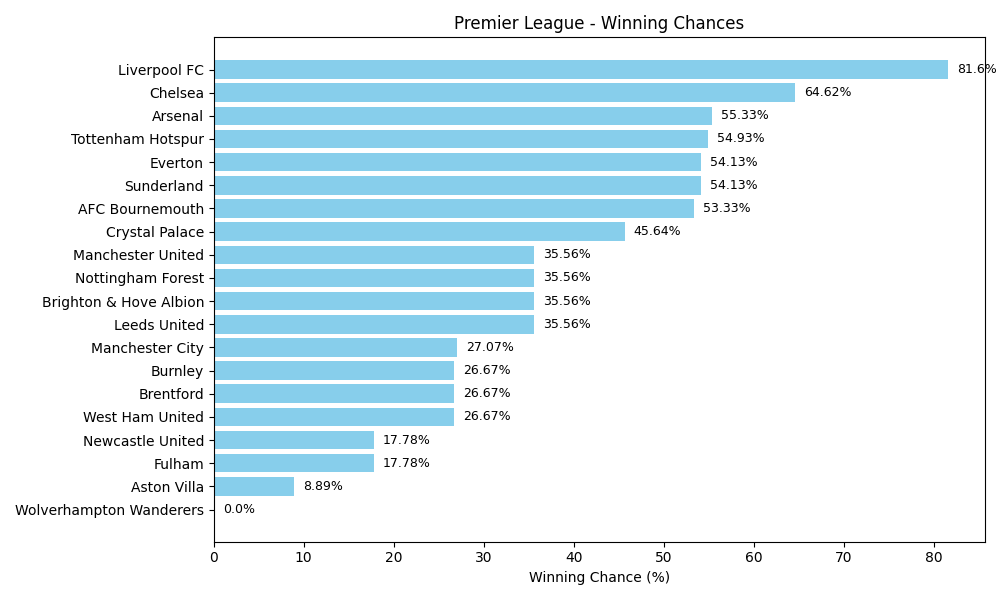 Premier League - Winning Chances
Liverpool FC 81.6%
Chelsea 64.62%
Arsenal 55.33%
Tottenham Hotspur 54.93%
Everton 54.13%
Sunderland 54.13%
AFC Bournemouth 53.33%
Crystal Palace 45.64%
Manchester United 35.56%
Nottingham Forest 35.56%
Brighton & Hove Albion 35.56%
Leeds United 35.56%
Manchester City 27.07%
Burnley 26.67%
Brentford 26.67%
West Ham United 26.67%
Newcastle United 17.78%
Fulham 17.78%
Aston Villa 8.89%
Wolverhampton Wanderers 0.0%
0 10 20 30 40 50 60 70 80
Winning Chance (%)